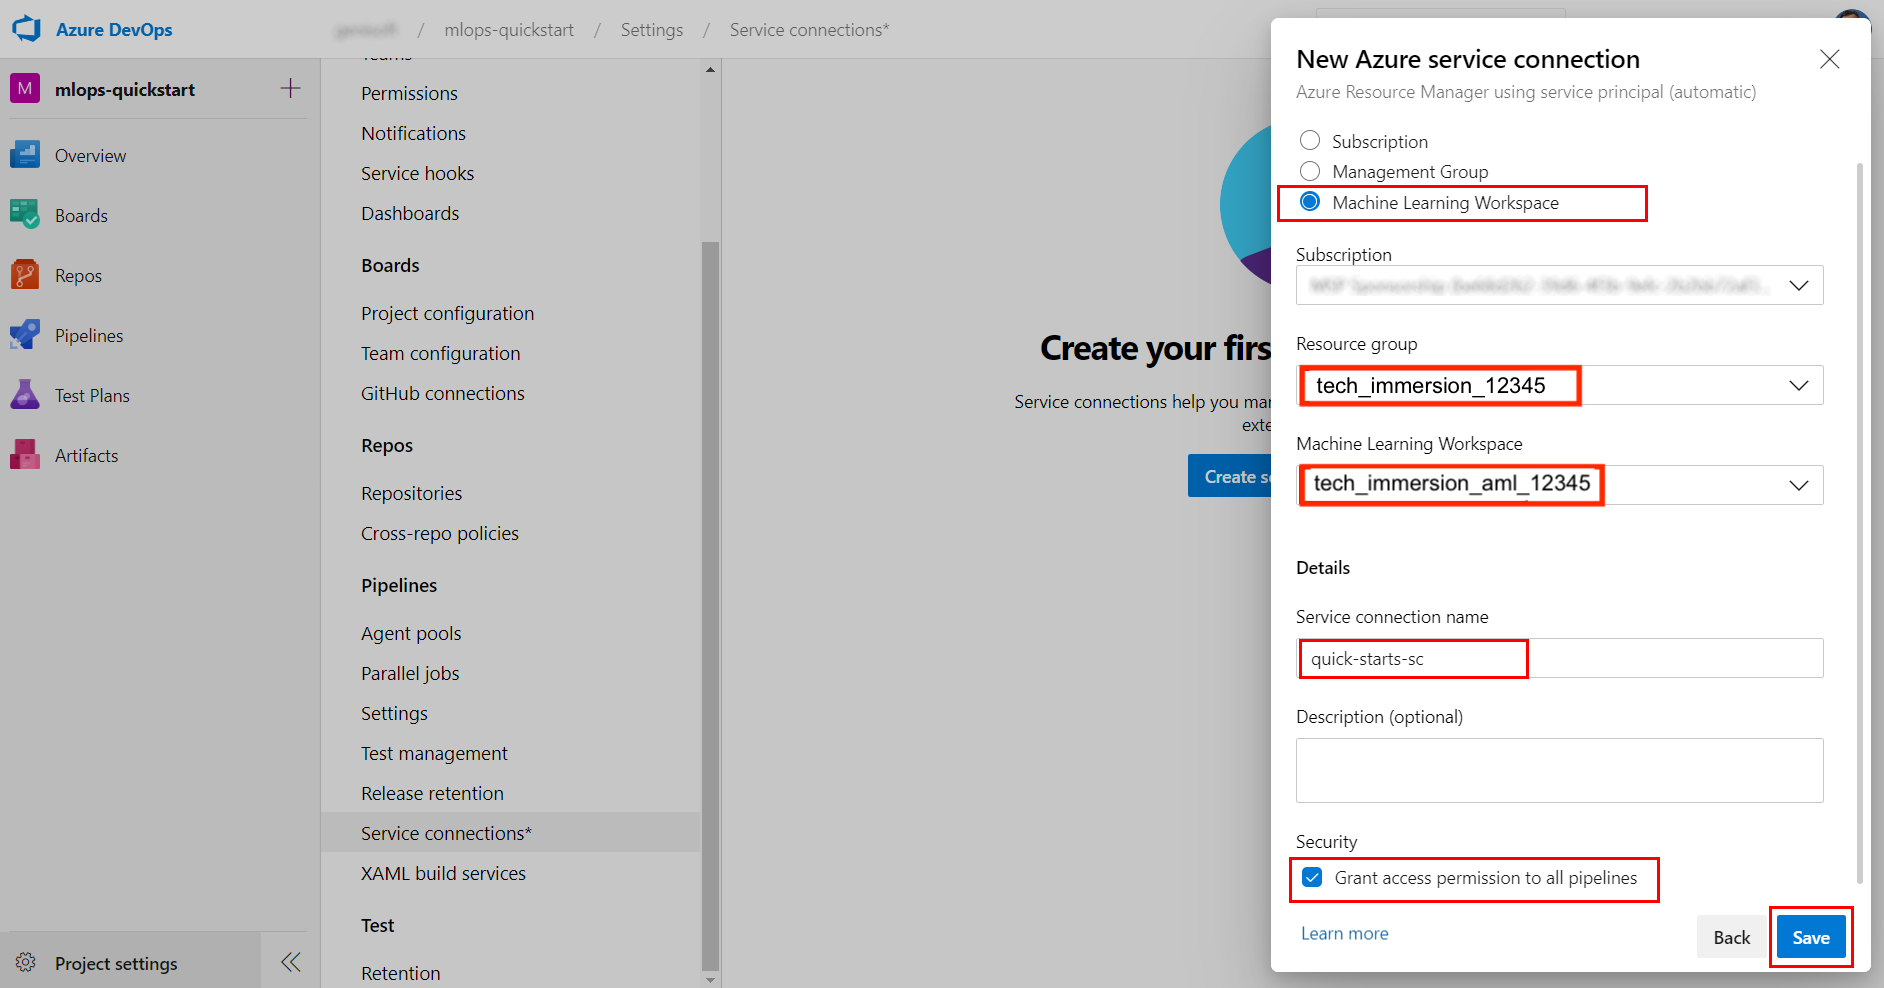 Azure DevOps
/ mlops-quickstart / Settings / Service connections*
M mlops-quickstart
Overview
Boards
Repos
Pipelines
Test Plans
Artifacts
Project settings
Teams
Permissions
Notifications
Service hooks
Dashboards
Boards
Project configuration
Team configuration
GitHub connections
Repos
Repositories
Cross-repo policies
Pipelines
Agent pools
Parallel jobs
Settings
Test management
Release retention
Service connections*
XAML build services
Test
Retention
Create your firs
Service connections help you ma
exte
Create se
New Azure service connection
Azure Resource Manager using service principal (automatic)
Subscription
Management Group
Machine Learning Workspace
Subscription
Resource group
tech_immersion_12345
Machine Learning Workspace
tech_immersion_aml_12345
Details
Service connection name
quick-starts-sc
Description (optional)
Security
Grant access permission to all pipelines
Learn more
Back
Save